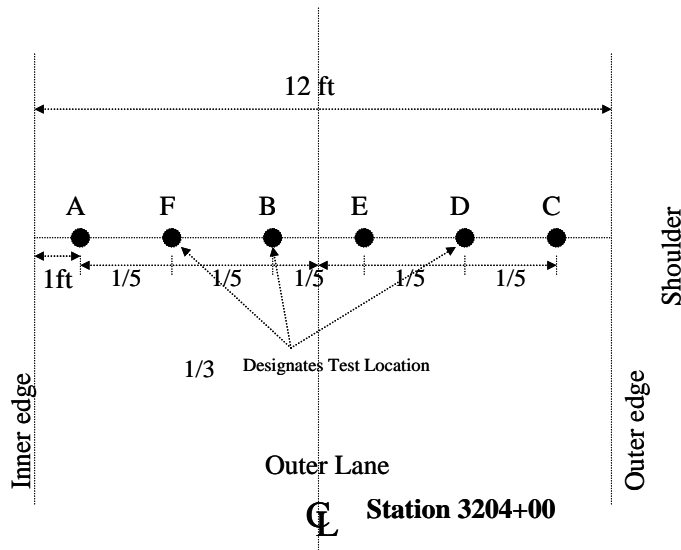 12 ft
A F B E D C
1ft 1/5 1/5 1/5 1/5 1/5
Shoulder
1/3 Designates Test Location
Inner edge
Outer edge
Outer Lane
CL Station 3204+00